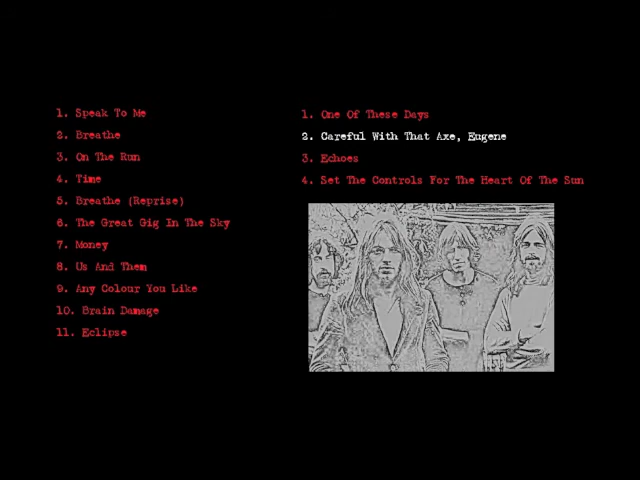 1. Speak To Me
2. Breathe
3. On The Run
4. Time
5. Breathe (Reprise)
6. The Great Gig In The Sky
7. Money
8. Us And Them
9. Any Colour You Like
10. Brain Damage
11. Eclipse
1. One Of These Days
2. Careful With That Axe, Eugene
3. Echoes
4. Set The Controls For The Heart Of The Sun